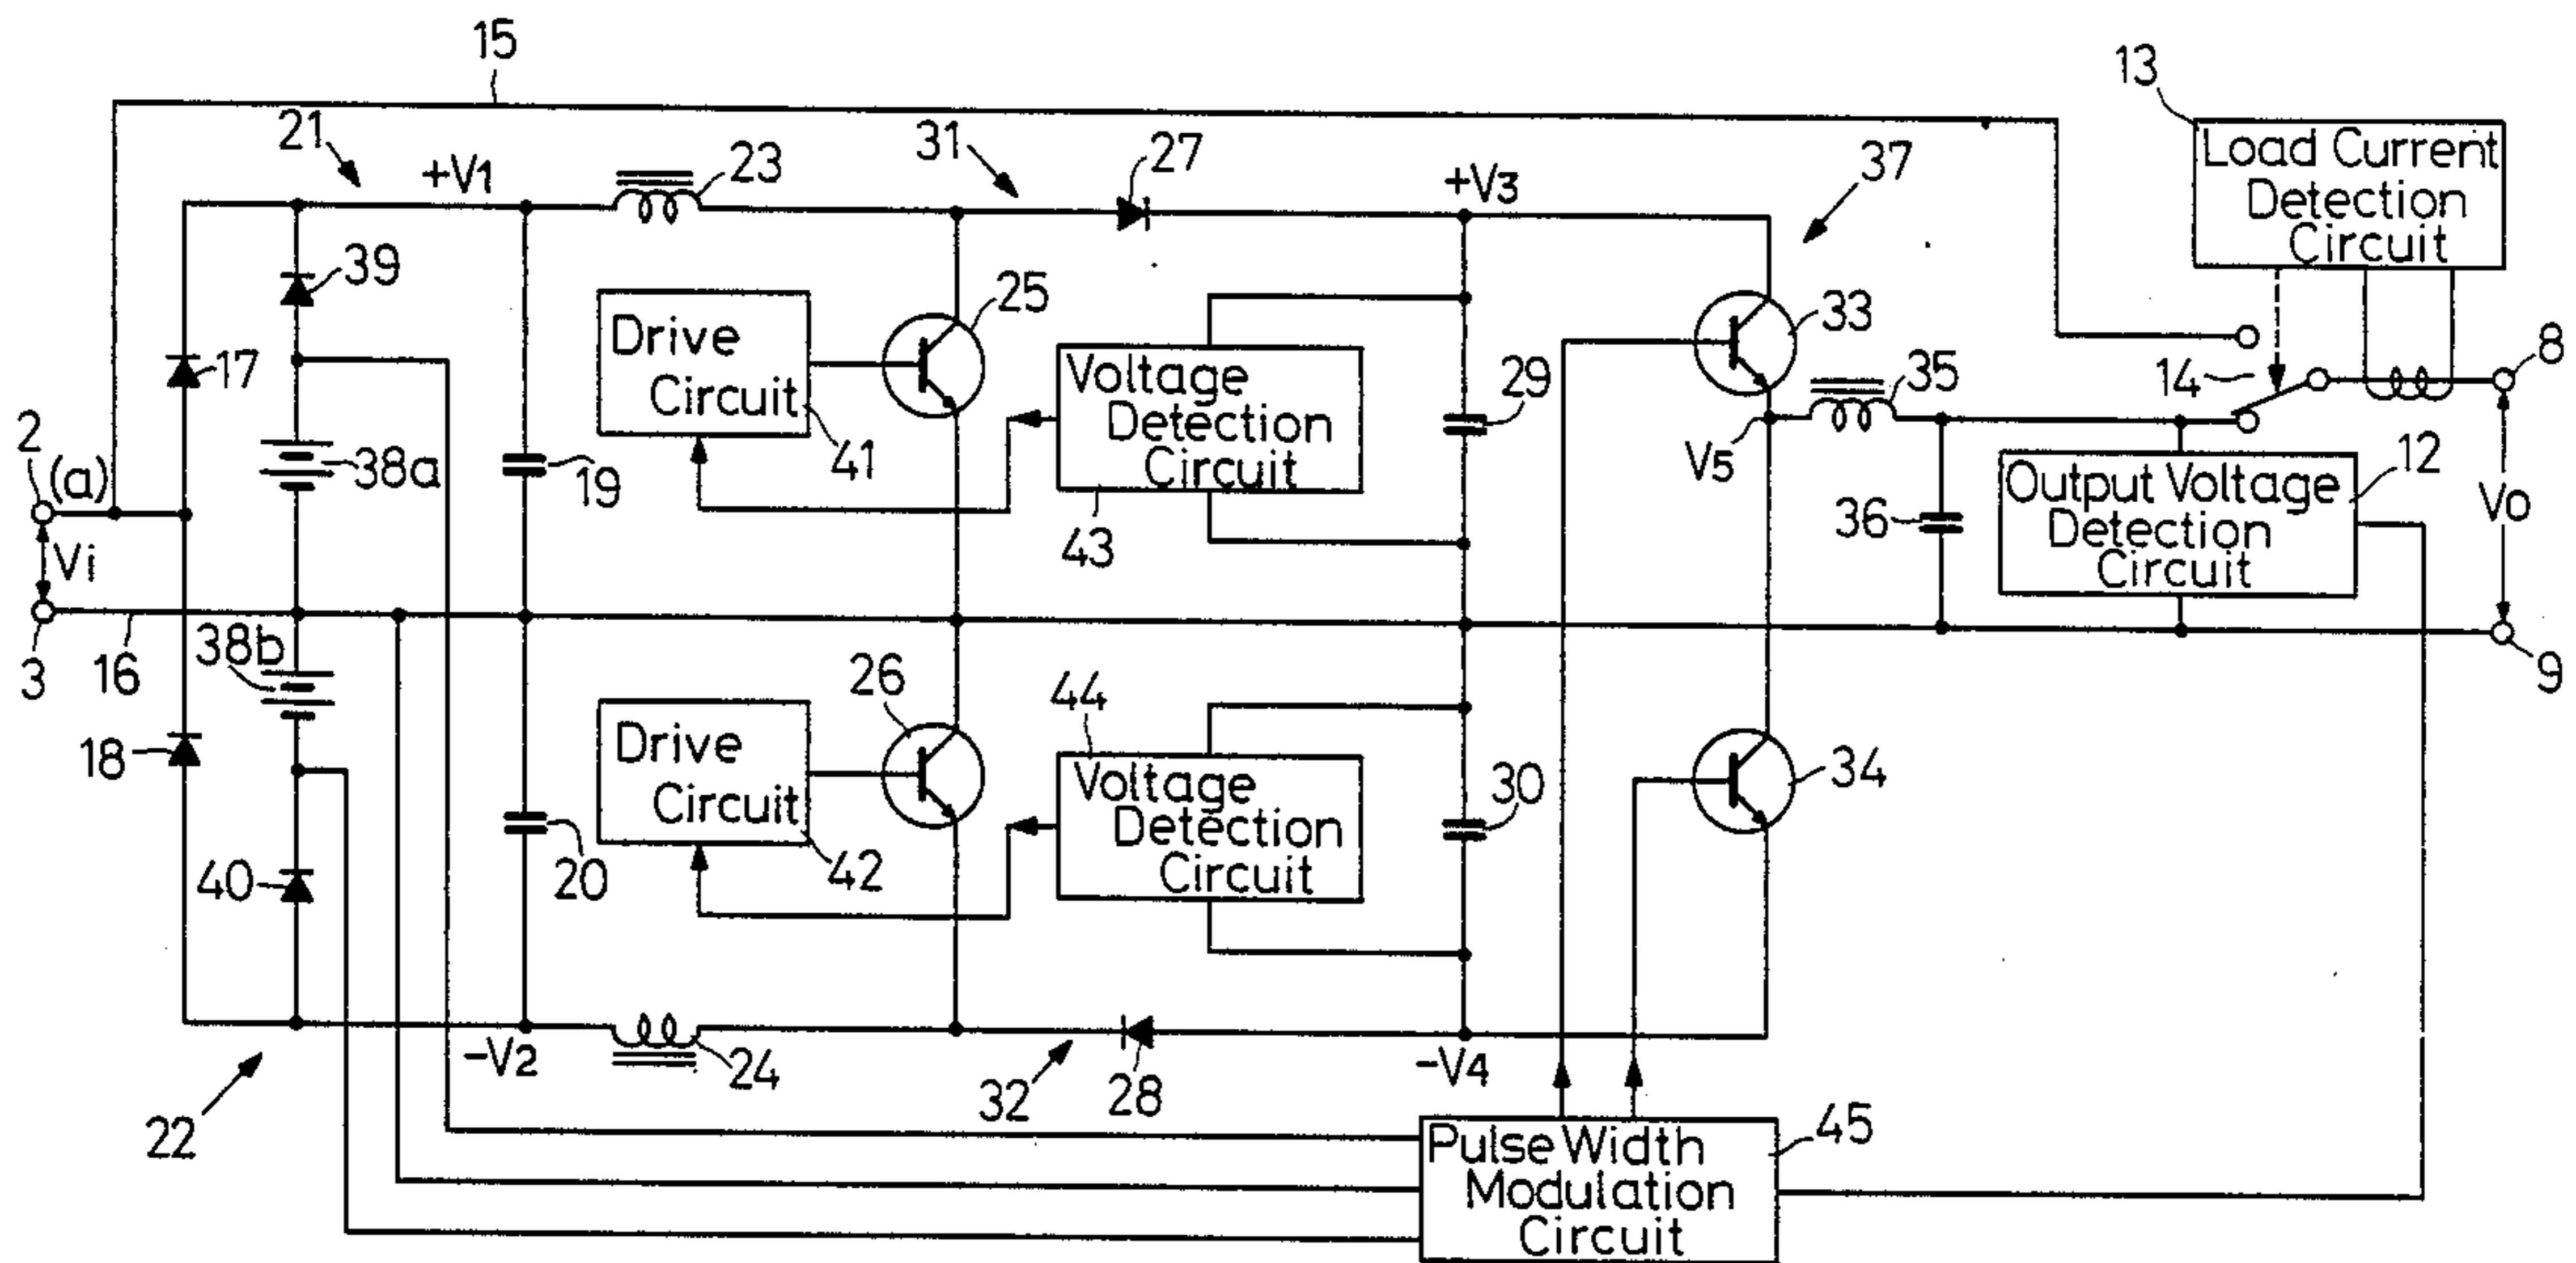 15
13
Load Current
Detection
Circuit
21
+V1
23
31
27
+V3
37
39
25
33
8
17
Drive
Circuit
41
Voltage
Detection
Circuit
43
29
35
14
2
(a)
38a
19
V5
36
Output Voltage
Detection
Circuit
12
Vo
Vi
3
16
38b
26
44
9
18
Drive
Circuit
42
Voltage
Detection
Circuit
30
34
40
20
-V2
24
32
28
-V4
22
Pulse Width
Modulation
Circuit
45